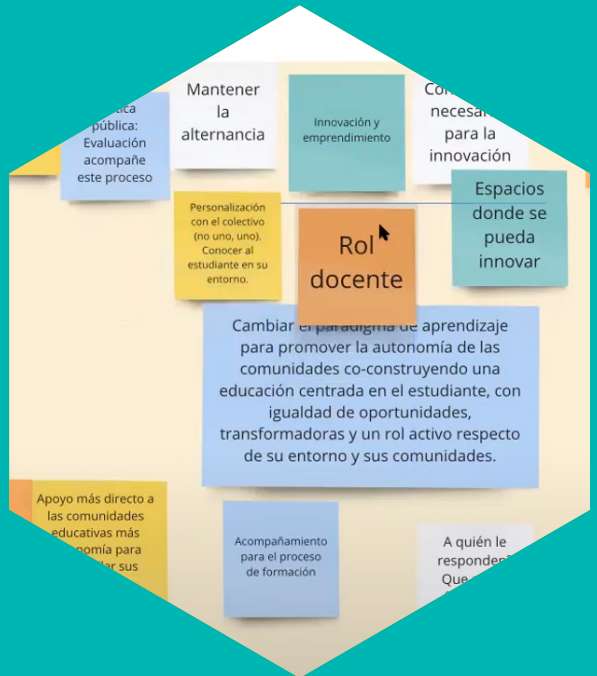 pública:
Evaluación
acompañe
este proceso
Mantener
la
alternancia
Innovación y
emprendimiento
para la
innovación
Espacios
donde se
pueda
innovar
Personalización
con el colectivo
(no uno, uno).
Conocer al
estudiante en su
entorno.
Rol
docente
Cambiar el paradigma de aprendizaje
para promover la autonomía de las
comunidades co-construyendo una
educación centrada en el estudiante, con
igualdad de oportunidades,
transformadoras y un rol activo respecto
de su entorno y sus comunidades.
Apoyo más directo a
las comunidades
educativas más
para
sus
Acompañamiento
para el proceso
de formación
A quién le
Que